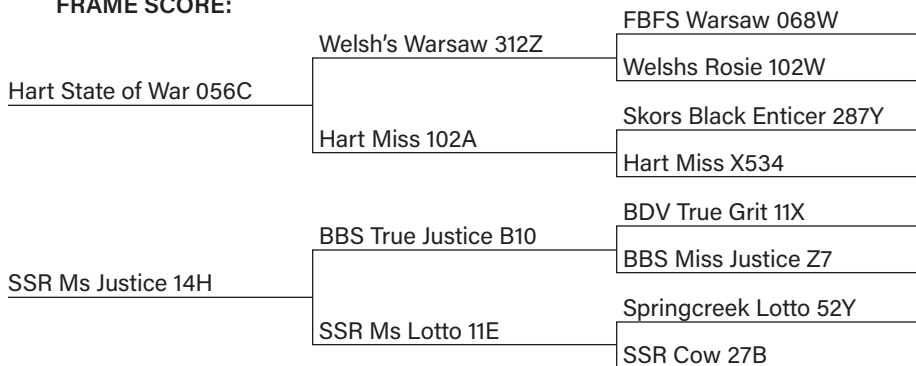 FRAME SCORE:
FBFS Warsaw 068W
Welsh's Warsaw 312Z
Welshs Rosie 102W
Hart State of War 056C
Skors Black Enticer 287Y
Hart Miss 102A
Hart Miss X534
BDV True Grit 11X
BBS True Justice B10
BBS Miss Justice Z7
SSR Ms Justice 14H
Springcreek Lotto 52Y
SSR Ms Lotto 11E
SSR Cow 27B